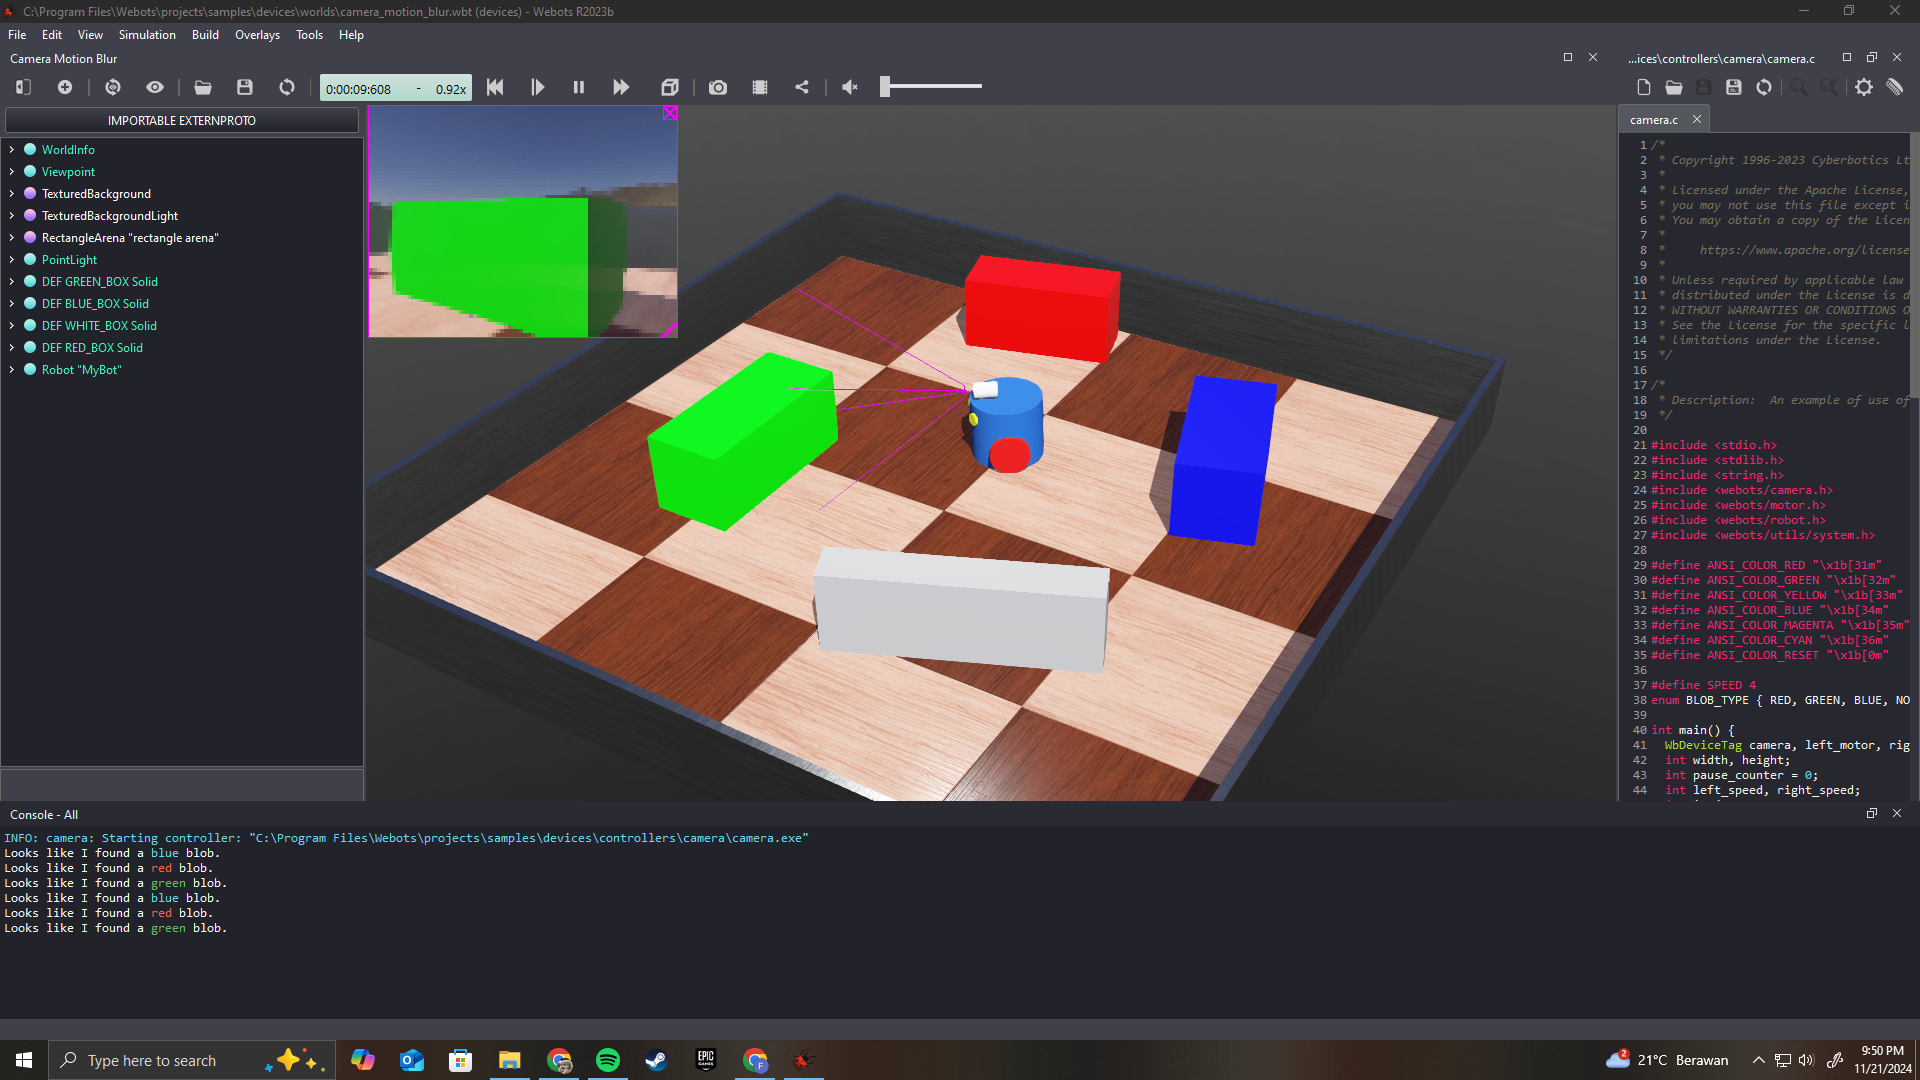 C:\Program Files\Webots\projects\samples\devices\worlds\camera_motion_blur.wbt (devices) - Webots R2023b
File Edit View Simulation Build Overlays Tools Help
Camera Motion Blur
0:00:09:608 - 0.92x
IMPORTABLE EXTERNPROTO
WorldInfo
Viewpoint
TexturedBackground
TexturedBackgroundLight
RectangleArena "rectangle arena"
PointLight
DEF GREEN_BOX Solid
DEF BLUE_BOX Solid
DEF WHITE_BOX Solid
DEF RED_BOX Solid
Robot "MyBot"
...ices\controllers\camera\camera.c
camera.c
1 /*
2 * Copyright 1996-2023 Cyberbotics Lt
3 *
4 * Licensed under the Apache License,
5 * you may not use this file except i
6 * You may obtain a copy of the Licen
7 *
8 * https://www.apache.org/license
9 *
10 * Unless required by applicable law
11 * distributed under the License is d
12 * WITHOUT WARRANTIES OR CONDITIONS O
13 * See the License for the specific l
14 * limitations under the License.
15 */
16
17 /*
18 * Description: An example of use of
19 */
20
21 #include <stdio.h>
22 #include <stdlib.h>
23 #include <string.h>
24 #include <webots/camera.h>
25 #include <webots/motor.h>
26 #include <webots/robot.h>
27 #include <webots/utils/system.h>
28
29 #define ANSI_COLOR_RED "\x1b[31m"
30 #define ANSI_COLOR_GREEN "\x1b[32m"
31 #define ANSI_COLOR_YELLOW "\x1b[33m"
32 #define ANSI_COLOR_BLUE "\x1b[34m"
33 #define ANSI_COLOR_MAGENTA "\x1b[35m"
34 #define ANSI_COLOR_CYAN "\x1b[36m"
35 #define ANSI_COLOR_RESET "\x1b[0m"
36
37 #define SPEED 4
38 enum BLOB_TYPE { RED, GREEN, BLUE, NO
39
40 int main() {
41 WbDeviceTag camera, left_motor, rig
42 int width, height;
43 int pause_counter = 0;
44 int left_speed, right_speed;
Console - All
INFO: camera: Starting controller: "C:\Program Files\Webots\projects\samples\devices\controllers\camera\camera.exe"
Looks like I found a blue blob.
Looks like I found a red blob.
Looks like I found a green blob.
Looks like I found a blue blob.
Looks like I found a red blob.
Looks like I found a green blob.
Type here to search
EPIC GAMES
F
2
21°C Berawan
9:50 PM
11/21/2024